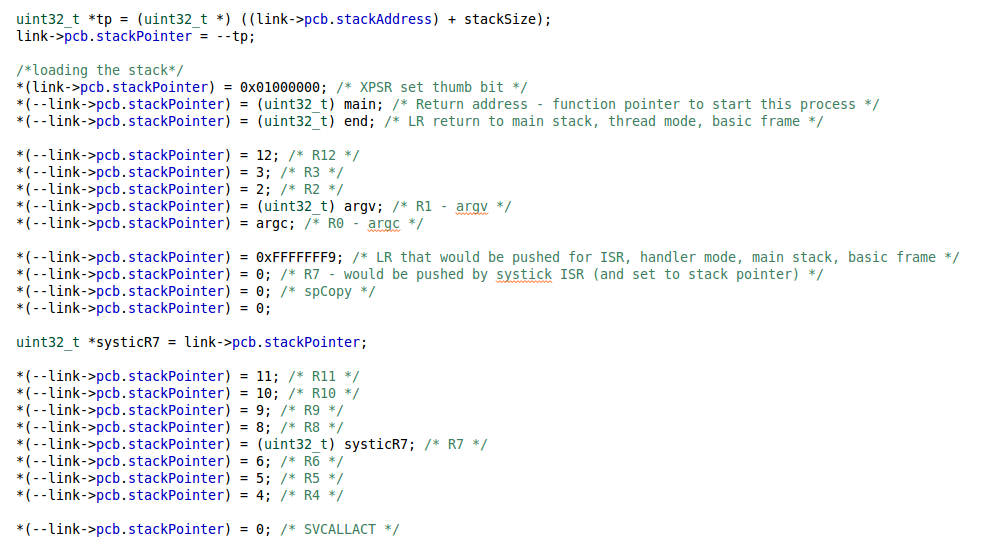 uint32_t *tp = (uint32_t *) ((link->pcb.stackAddress) + stackSize);
link->pcb.stackPointer = --tp;
/*loading the stack*/
*(link->pcb.stackPointer) = 0x01000000; /* XPSR set thumb bit */
*(--link->pcb.stackPointer) = (uint32_t) main; /* Return address - function pointer to start this process */
*(--link->pcb.stackPointer) = (uint32_t) end; /* LR return to main stack, thread mode, basic frame */
*(--link->pcb.stackPointer) = 12; /* R12 */
*(--link->pcb.stackPointer) = 3; /* R3 */
*(--link->pcb.stackPointer) = 2; /* R2 */
*(--link->pcb.stackPointer) = (uint32_t) argv; /* R1 - argv */
*(--link->pcb.stackPointer) = argc; /* R0 - argc */
*(--link->pcb.stackPointer) = 0xFFFFFFF9; /* LR that would be pushed for ISR, handler mode, main stack, basic frame */
*(--link->pcb.stackPointer) = 0; /* R7 - would be pushed by systick ISR (and set to stack pointer) */
*(--link->pcb.stackPointer) = 0; /* spCopy */
*(--link->pcb.stackPointer) = 0;
uint32_t *systicR7 = link->pcb.stackPointer;
*(--link->pcb.stackPointer) = 11; /* R11 */
*(--link->pcb.stackPointer) = 10; /* R10 */
*(--link->pcb.stackPointer) = 9; /* R9 */
*(--link->pcb.stackPointer) = 8; /* R8 */
*(--link->pcb.stackPointer) = (uint32_t) systicR7; /* R7 */
*(--link->pcb.stackPointer) = 6; /* R6 */
*(--link->pcb.stackPointer) = 5; /* R5 */
*(--link->pcb.stackPointer) = 4; /* R4 */
*(--link->pcb.stackPointer) = 0; /* SVCALLACT */